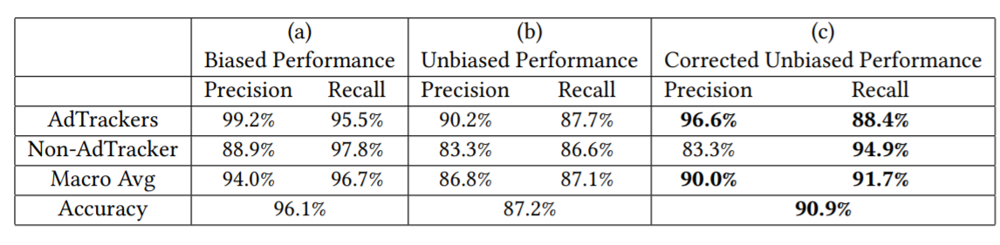 (a) (b) (c)
Biased Performance Unbiased Performance Corrected Unbiased Performance
Precision Recall Precision Recall Precision Recall
AdTrackers 99.2% 95.5% 90.2% 87.7% 96.6% 88.4%
Non-AdTracker 88.9% 97.8% 83.3% 86.6% 83.3% 94.9%
Macro Avg 94.0% 96.7% 86.8% 87.1% 90.0% 91.7%
Accuracy 96.1% 87.2% 90.9%